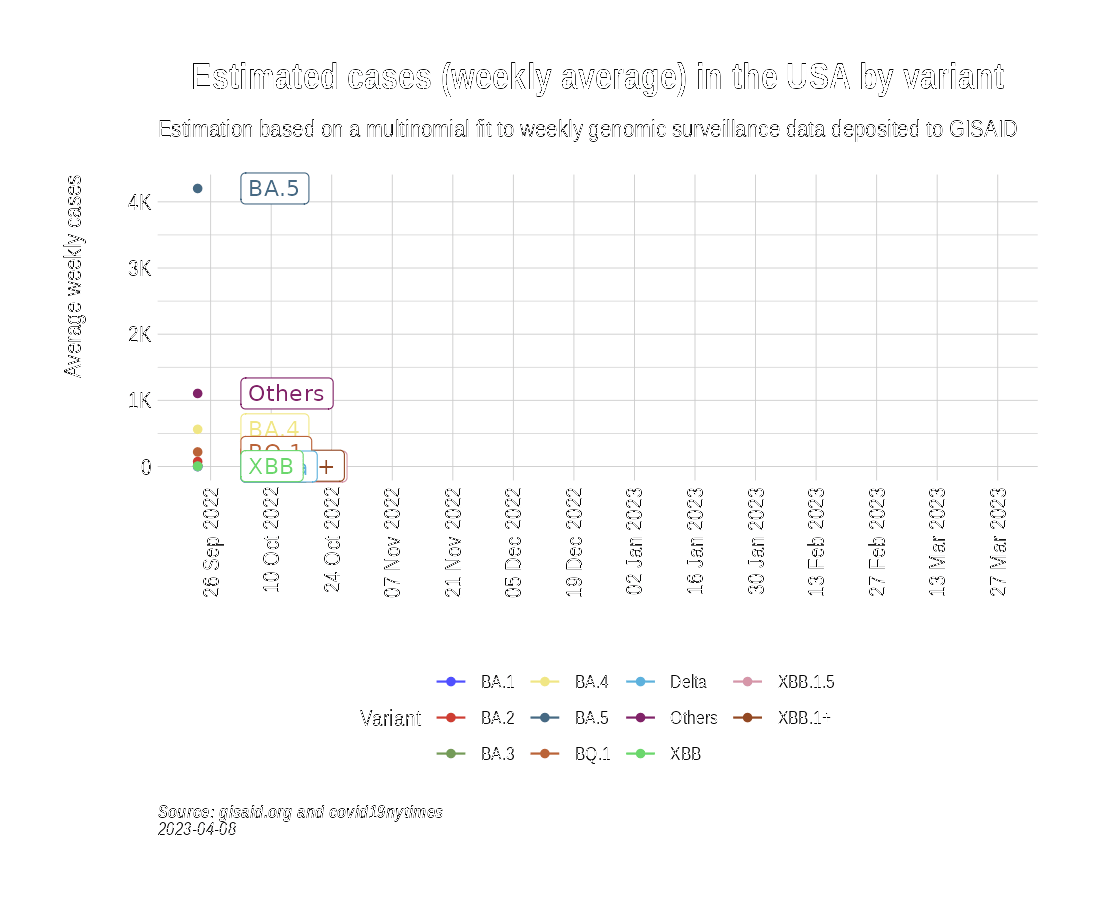 Estimated cases (weekly average) in the USA by variant
Estimation based on a multinomial fit to weekly genomic surveillance data deposited to GISAID
Average weekly cases
4K
3K
2K
1K
0
BA.5
Others
BA.4
BQ.1
XBB
+
26 Sep 2022
10 Oct 2022
24 Oct 2022
07 Nov 2022
21 Nov 2022
05 Dec 2022
19 Dec 2022
02 Jan 2023
16 Jan 2023
30 Jan 2023
13 Feb 2023
27 Feb 2023
13 Mar 2023
27 Mar 2023
Variant
BA.1 BA.4 Delta XBB.1.5
BA.2 BA.5 Others XBB.1+
BA.3 BQ.1 XBB
Source: gisaid.org and covid19nytimes
2023-04-08